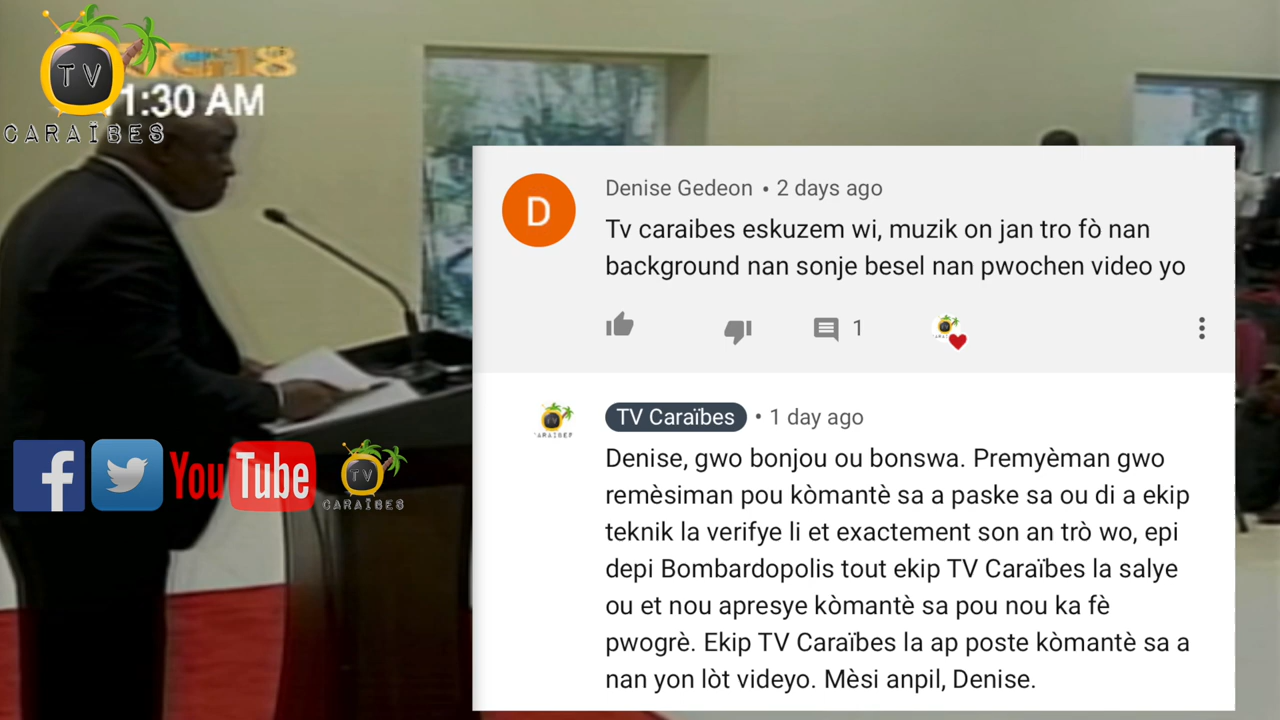 TV
CARAÏBES
11:30 AM
Denise Gedeon • 2 days ago
D
Tv caraibes eskuzem wi, muzik on jan tro fò nan
background nan sonje besel nan pwochen video yo
1
TV Caraïbes • 1 day ago
Denise, gwo bonjou ou bonswa. Premyèman gwo
remèsiman pou kòmantè sa a paske sa ou di a ekip
teknik la verifye li et exactement son an trò wo, epi
depi Bombardopolis tout ekip TV Caraïbes la salye
ou et nou apresye kòmantè sa pou nou ka fè
pwogrè. Ekip TV Caraïbes la ap poste kòmantè sa a
nan yon lòt videyo. Mèsi anpil, Denise.
f
YouTube
TV
CARAÏBES